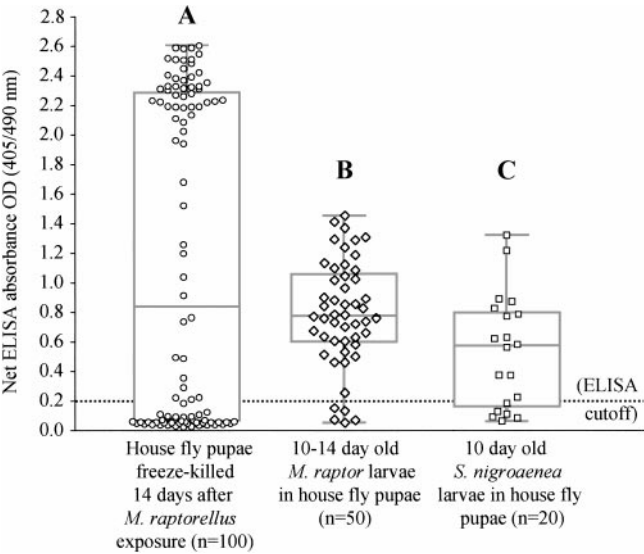 A
B
C
Net ELISA absorbance OD (405/490 nm)
2.8
2.6
2.4
2.2
2.0
1.8
1.6
1.4
1.2
1.0
0.8
0.6
0.4
0.2
0.0
(ELISA
cutoff)
House fly pupae
freeze-killed
14 days after
M. raptorellus
exposure (n=100)
10-14 day old
M. raptor larvae
in house fly pupae
(n=50)
10 day old
S. nigroaenea
larvae in house fly
pupae (n=20)